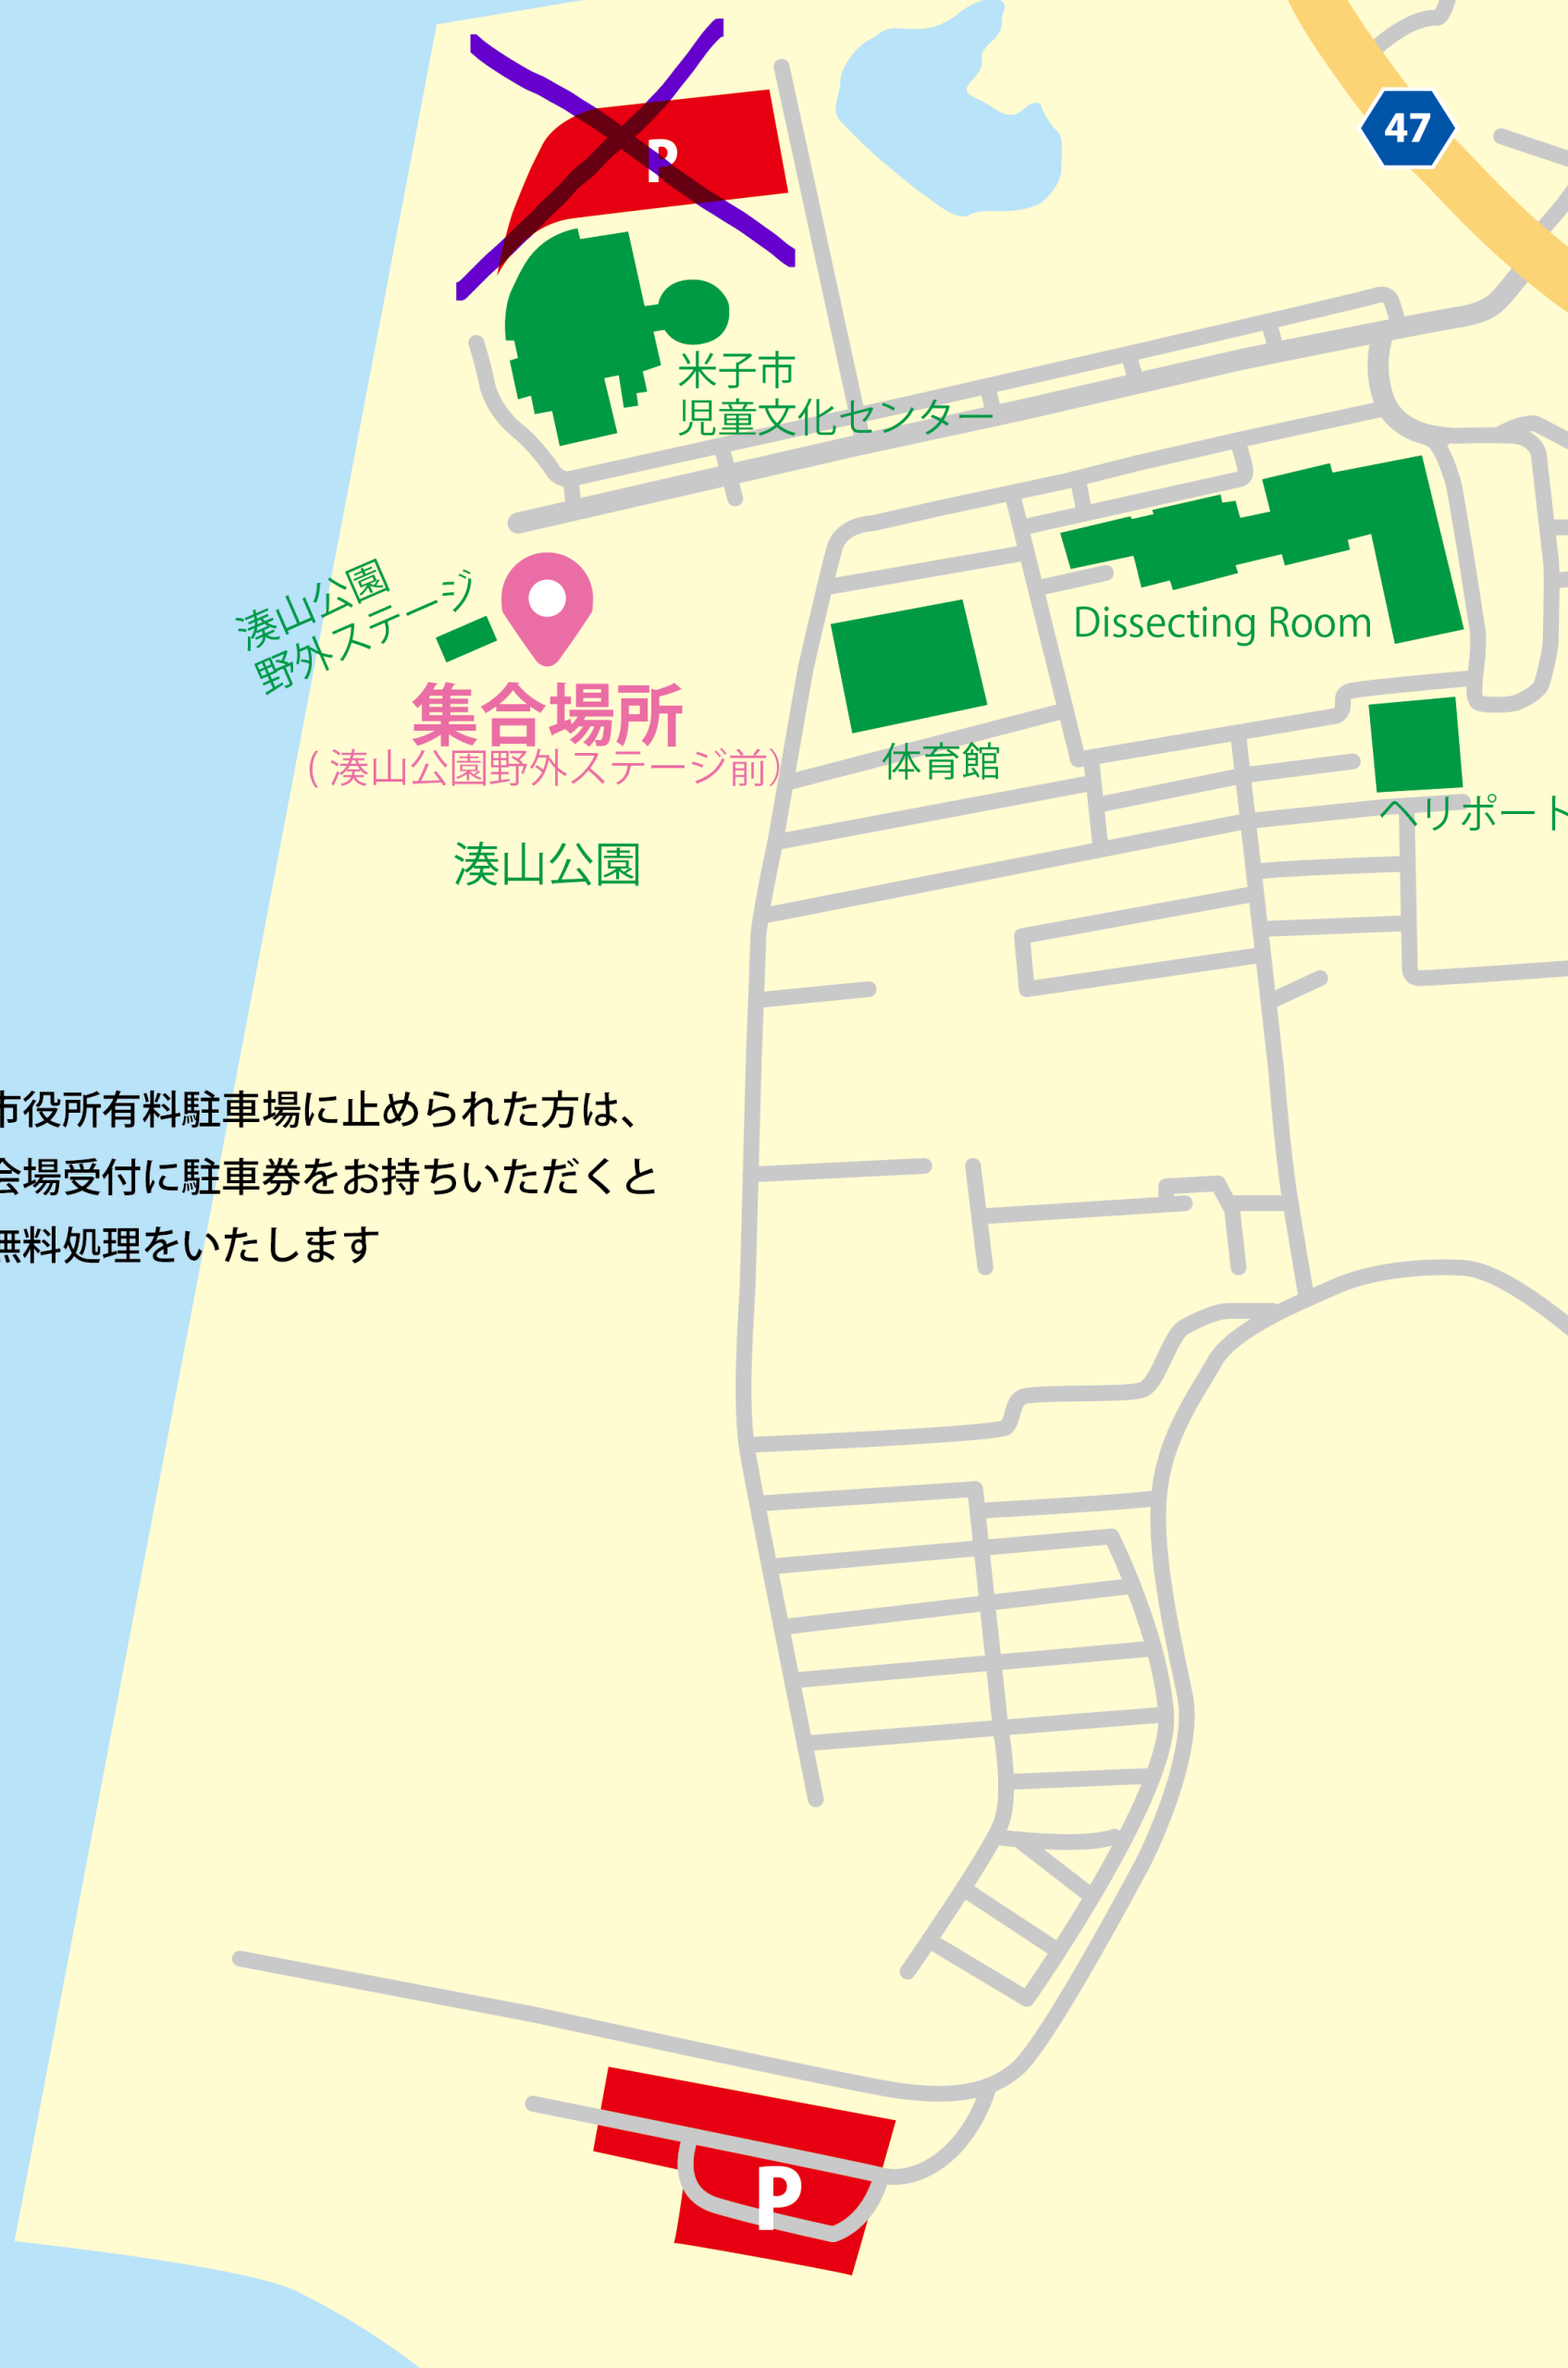 47
P
米子市
児童文化センター
湊山公園
野外ステージ
Dissecting Room
集合場所
(湊山公園野外ステージ前)
体育館
ヘリポート
湊山公園
市役所有料駐車場に止められた方は、
会場受付に駐車券をお持ちいただくと
無料処理をいたします
P